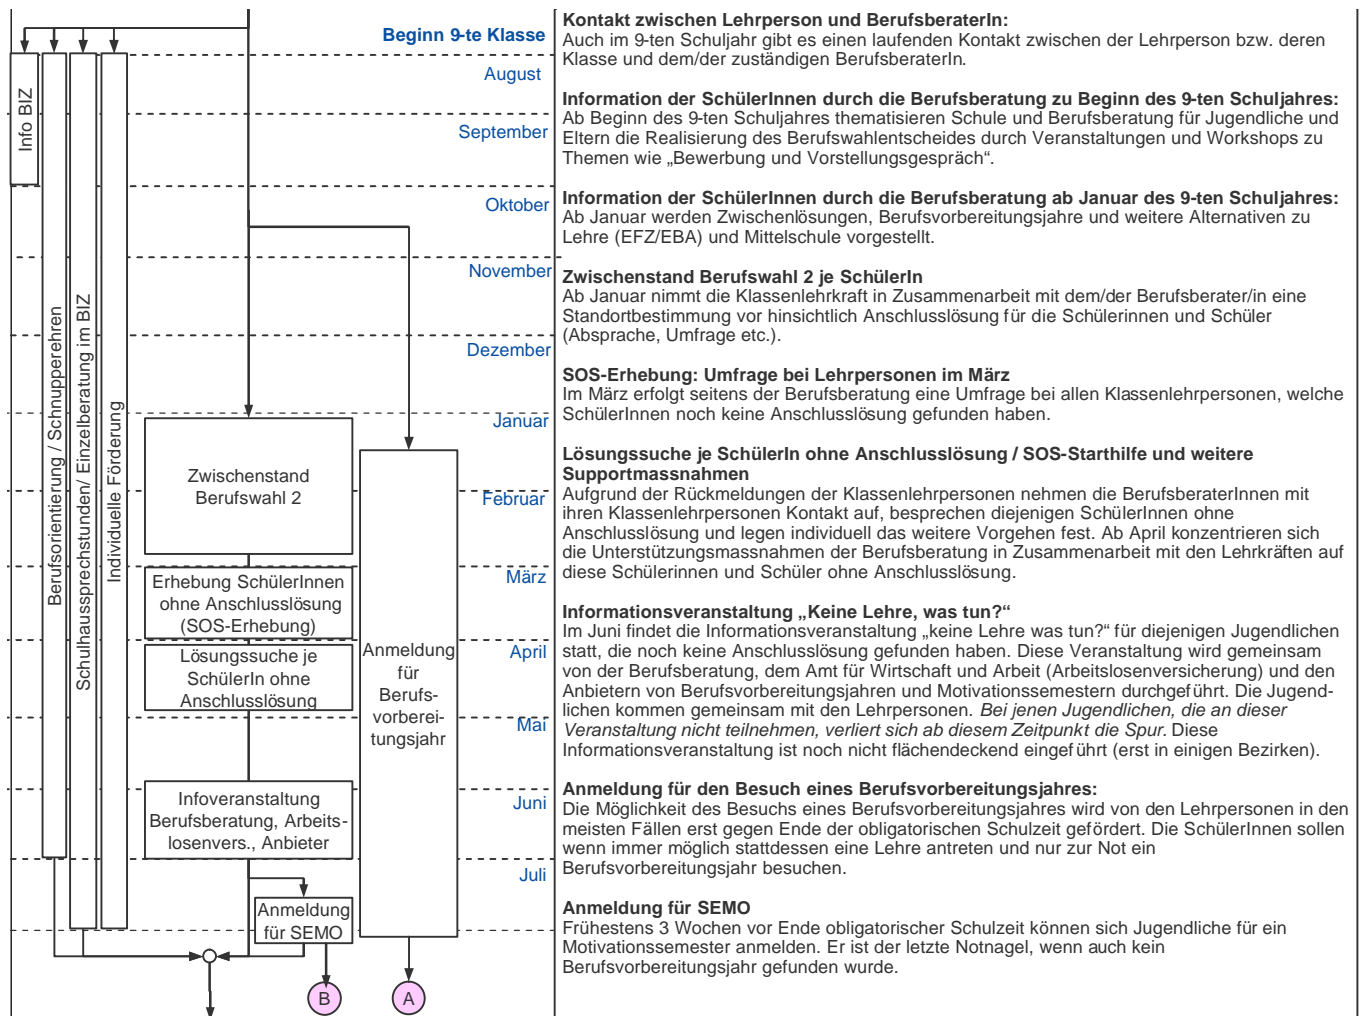 Beginn 9-te Klasse
August
September
Oktober
November
Dezember
Januar
Februar
März
April
Mai
Juni
Juli
Info BIZ
Berufsorientierung / Schnupperehren
Schulhaussprechstunden/ Einzelberatung im BIZ
Individuelle Förderung
Zwischenstand
Berufswahl 2
Erhebung SchülerInnen
ohne Anschlusslösung
(SOS-Erhebung)
Lösungssuche je
SchülerIn ohne
Anschlusslösung
Infoveranstaltung
Berufsberatung, Arbeits-
losenvers., Anbieter
Anmeldung
für SEMO
Anmeldung
für
Berufs-
vorberei-
tungsjahr
B
A
Kontakt zwischen Lehrperson und BerufsberaterIn:
Auch im 9-ten Schuljahr gibt es einen laufenden Kontakt zwischen der Lehrperson bzw. deren
Klasse und dem/der zuständigen BerufsberaterIn.
Information der SchülerInnen durch die Berufsberatung zu Beginn des 9-ten Schuljahres:
Ab Beginn des 9-ten Schuljahres thematisieren Schule und Berufsberatung für Jugendliche und
Eltern die Realisierung des Berufswahlentscheides durch Veranstaltungen und Workshops zu
Themen wie „Bewerbung und Vorstellungsgespräch“.
Information der SchülerInnen durch die Berufsberatung ab Januar des 9-ten Schuljahres:
Ab Januar werden Zwischenlösungen, Berufsvorbereitungsjahre und weitere Alternativen zu
Lehre (EFZ/EBA) und Mittelschule vorgestellt.
Zwischenstand Berufswahl 2 je SchülerIn
Ab Januar nimmt die Klassenlehrkraft in Zusammenarbeit mit dem/der Berufsberater/in eine
Standortbestimmung vor hinsichtlich Anschlusslösung für die Schülerinnen und Schüler
(Absprache, Umfrage etc.).
SOS-Erhebung: Umfrage bei Lehrpersonen im März
Im März erfolgt seitens der Berufsberatung eine Umfrage bei allen Klassenlehrpersonen, welche
SchülerInnen noch keine Anschlusslösung gefunden haben.
Lösungssuche je SchülerIn ohne Anschlusslösung / SOS-Starthilfe und weitere
Supportmassnahmen
Aufgrund der Rückmeldungen der Klassenlehrpersonen nehmen die BerufsberaterInnen mit
ihren Klassenlehrpersonen Kontakt auf, besprechen diejenigen SchülerInnen ohne
Anschlusslösung und legen individuell das weitere Vorgehen fest. Ab April konzentrieren sich
die Unterstützungsmassnahmen der Berufsberatung in Zusammenarbeit mit den Lehrkräften auf
diese Schülerinnen und Schüler ohne Anschlusslösung.
Informationsveranstaltung „Keine Lehre, was tun?“
Im Juni findet die Informationsveranstaltung „keine Lehre was tun?“ für diejenigen Jugendlichen
statt, die noch keine Anschlusslösung gefunden haben. Diese Veranstaltung wird gemeinsam
von der Berufsberatung, dem Amt für Wirtschaft und Arbeit (Arbeitslosenversicherung) und den
Anbietern von Berufsvorbereitungsjahren und Motivationssemestern durchgeführt. Die Jugend-
lichen kommen gemeinsam mit den Lehrpersonen. Bei jenen Jugendlichen, die an dieser
Veranstaltung nicht teilnehmen, verliert sich ab diesem Zeitpunkt die Spur. Diese
Informationsveranstaltung ist noch nicht flächendeckend eingeführt (erst in einigen Bezirken).
Anmeldung für den Besuch eines Berufsvorbereitungsjahres:
Die Möglichkeit des Besuchs eines Berufsvorbereitungsjahres wird von den Lehrpersonen in den
meisten Fällen erst gegen Ende der obligatorischen Schulzeit gefördert. Die SchülerInnen sollen
wenn immer möglich stattdessen eine Lehre antreten und nur zur Not ein
Berufsvorbereitungsjahr besuchen.
Anmeldung für SEMO
Frühestens 3 Wochen vor Ende obligatorischer Schulzeit können sich Jugendliche für ein
Motivationssemester anmelden. Er ist der letzte Notnagel, wenn auch kein
Berufsvorbereitungsjahr gefunden wurde.